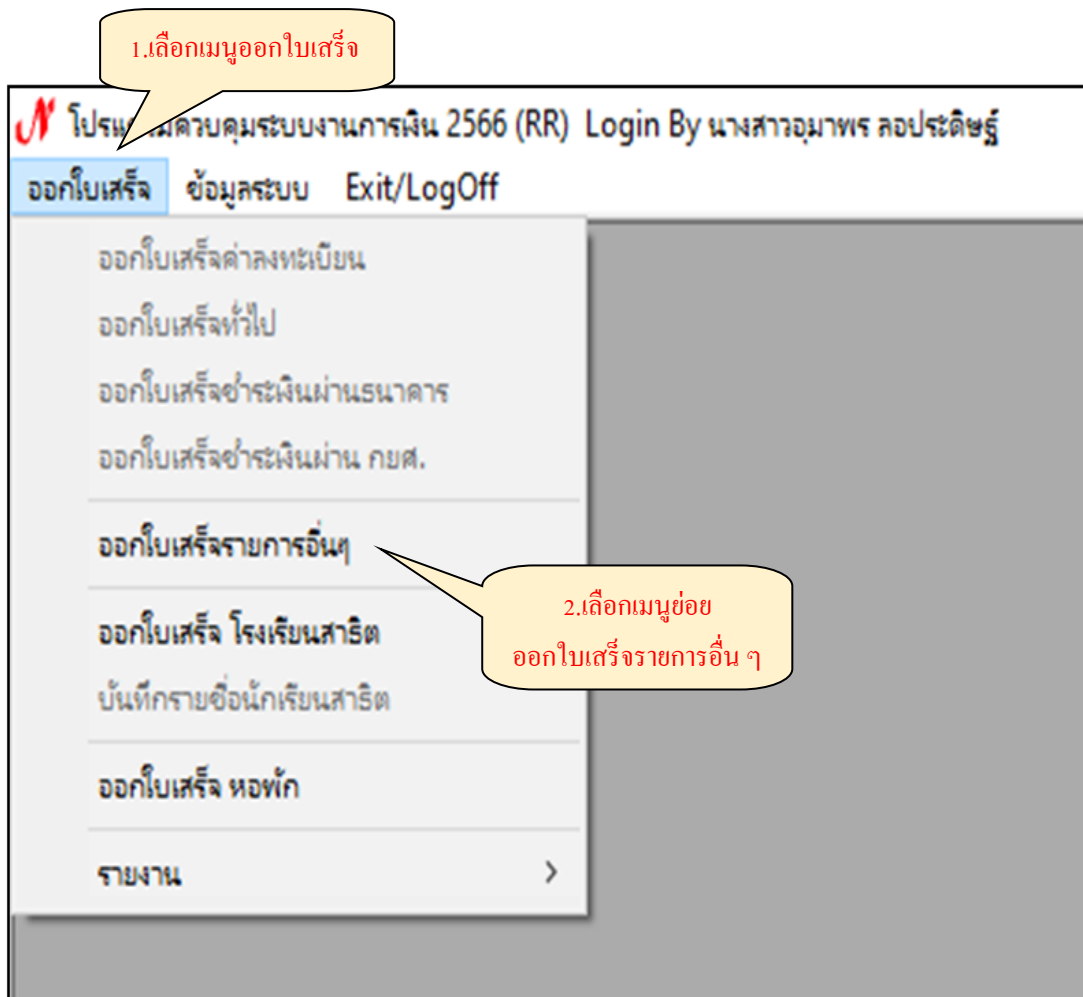 1.เลือกเมนูออกใบเสร็จ
โปรแกรมควบคุมระบบงานการเงิน 2566 (RR) Login By นางสาวอุมาพร ลอประดิษฐ์
ออกใบเสร็จ ข้อมูลระบบ Exit/LogOff
ออกใบเสร็จค่าลงทะเบียน
ออกใบเสร็จทั่วไป
ออกใบเสร็จชำระเงินผ่านธนาคาร
ออกใบเสร็จชำระเงินผ่าน กยศ.
ออกใบเสร็จรายการอื่นๆ
2.เลือกเมนูย่อย
ออกใบเสร็จรายการอื่น ๆ
ออกใบเสร็จ โรงเรียนสาธิต
บันทึกรายชื่อนักเรียนสาธิต
ออกใบเสร็จ หอพัก
รายงาน